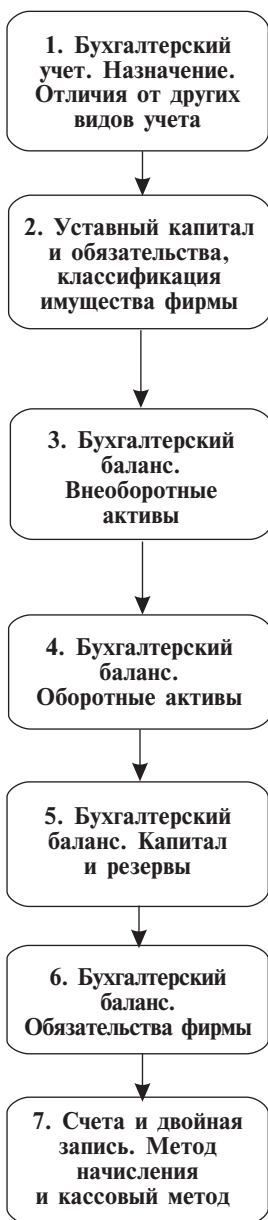 1. Бухгалтерский
учет. Назначение.
Отличия от других
видов учета
2. Уставный капитал
и обязательства,
классификация
имущества фирмы
3. Бухгалтерский
баланс.
Внеоборотные
активы
4. Бухгалтерский
баланс.
Оборотные активы
5. Бухгалтерский
баланс. Капитал
и резервы
6. Бухгалтерский
баланс.
Обязательства фирмы
7. Счета и двойная
запись. Метод
начисления
и кассовый метод